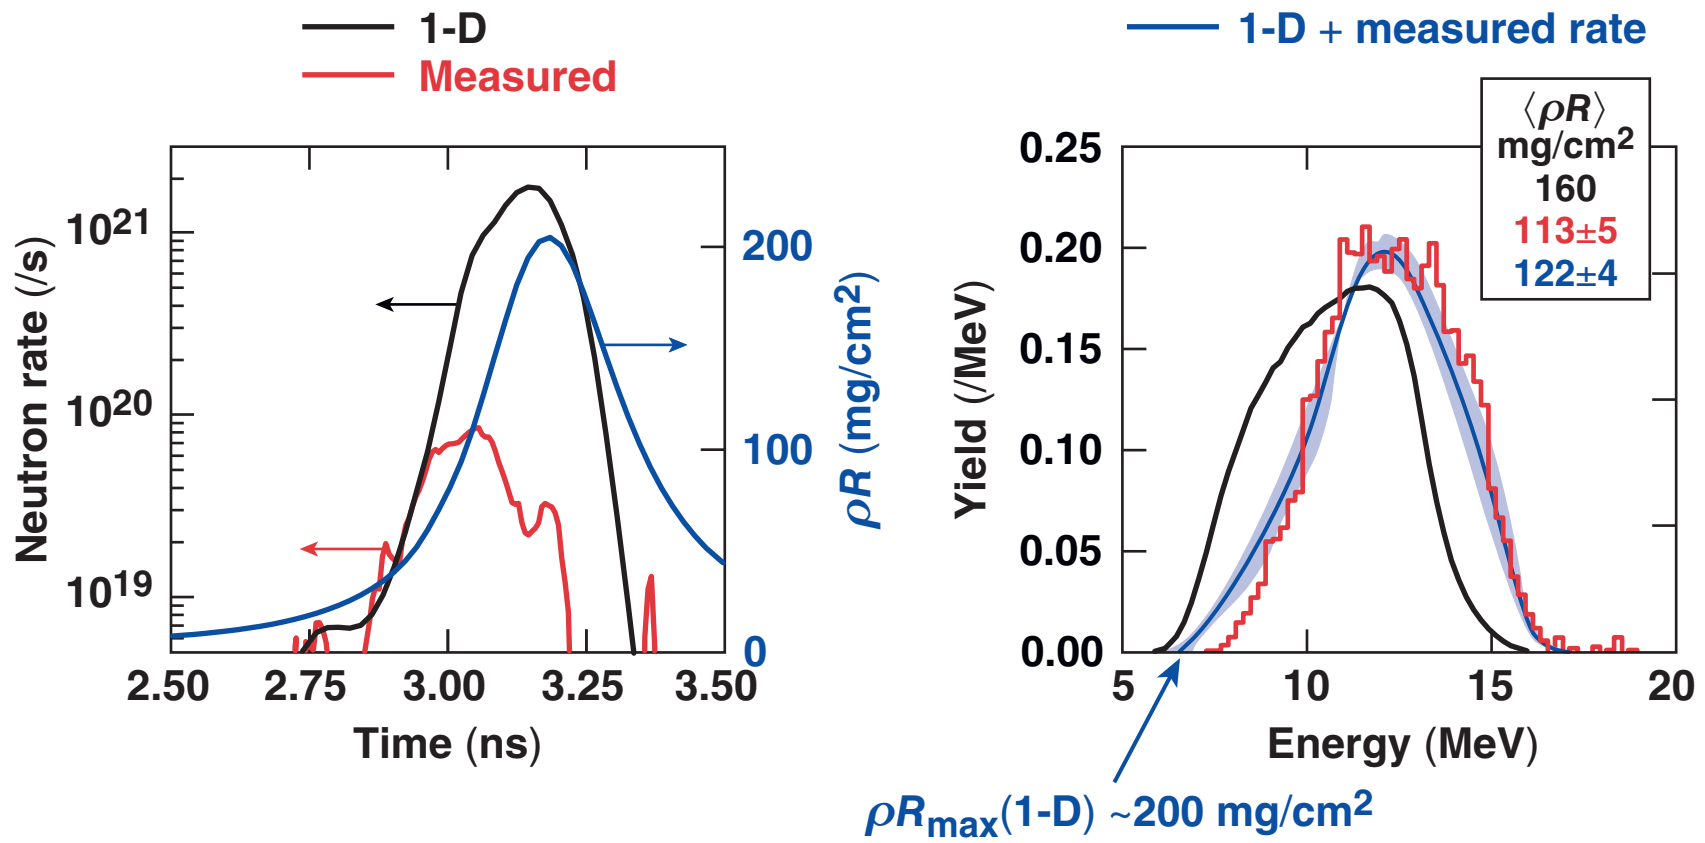 1-D
Measured
1-D + measured rate
Neutron rate (/s)
10²¹
10²⁰
10¹⁹
200
100
0
ρR (mg/cm²)
2.50 2.75 3.00 3.25 3.50
Time (ns)
⟨ρR⟩
mg/cm²
160
113±5
122±4
Yield (/MeV)
0.25
0.20
0.15
0.10
0.05
0.00
5 10 15 20
Energy (MeV)
ρRmax(1-D) ~200 mg/cm²